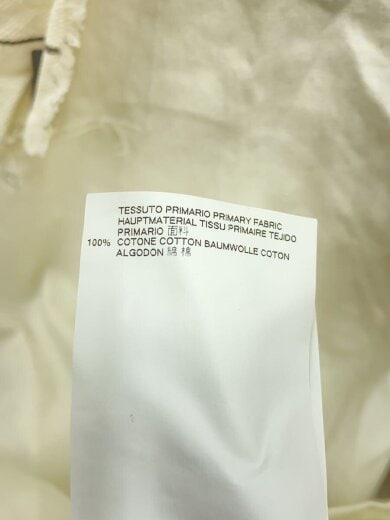 TESSUTO PRIMARIO PRIMARY FABRIC
HAUPTMATERIAL TISSU PRIMAIRE TEJIDO
PRIMARIO 面料
100% COTONE COTTON BAUMWOLLE COTON
ALGODON 綿 棉